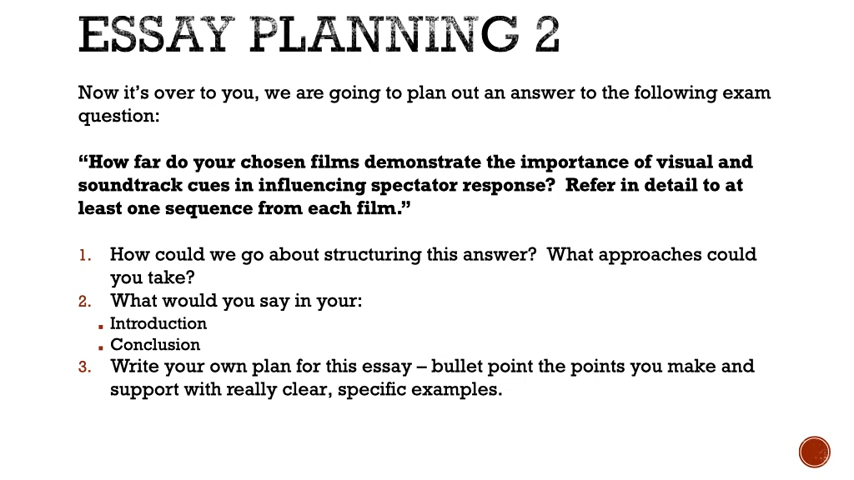 ESSAY PLANNING 2
Now it's over to you, we are going to plan out an answer to the following exam
question:
“How far do your chosen films demonstrate the importance of visual and
soundtrack cues in influencing spectator response?  Refer in detail to at
least one sequence from each film.”
1. How could we go about structuring this answer?  What approaches could
you take?
2. What would you say in your:
▪ Introduction
▪ Conclusion
3. Write your own plan for this essay – bullet point the points you make and
support with really clear, specific examples.